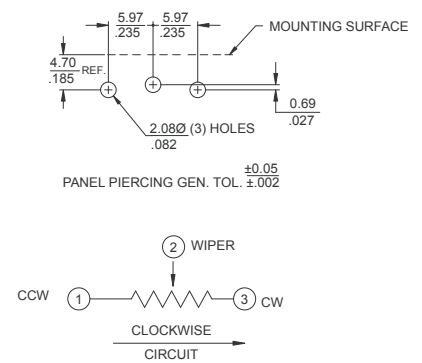 5.97 5.97
.235 .235
MOUNTING SURFACE
4.70
.185 REF.
0.69
.027
2.08Ø (3) HOLES
.082
PANEL PIERCING GEN. TOL. ±0.05
±.002
2 WIPER
CCW 1 3 CW
CLOCKWISE
CIRCUIT